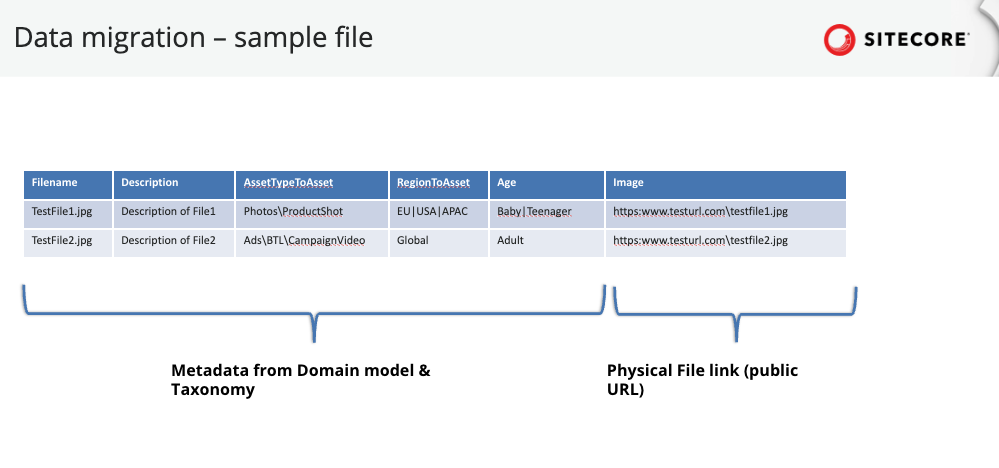 Data migration – sample file
SITECORE
Filename Description AssetTypeToAsset RegionToAsset Age Image
TestFile1.jpg Description of File1 Photos\ProductShot EU|USA|APAC Baby|Teenager https:www.testurl.com\testfile1.jpg
TestFile2.jpg Description of File2 Ads\BTL\CampaignVideo Global Adult https:www.testurl.com\testfile2.jpg
Metadata from Domain model &
Taxonomy
Physical File link (public
URL)